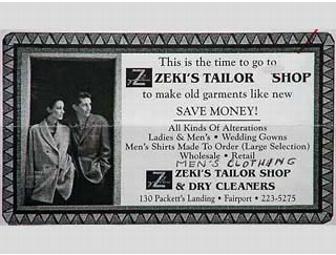 This is the time to go to
ZEKI'S TAILOR SHOP
to make old garments like new
SAVE MONEY!
All Kinds Of Alterations
Ladies & Men's • Wedding Gowns
Men's Shirts Made To Order (Large Selection)
Wholesale • Retail
MEN'S CLOTHING
ZEKI'S TAILOR SHOP
& DRY CLEANERS
130 Packett's Landing • Fairport • 223-5275